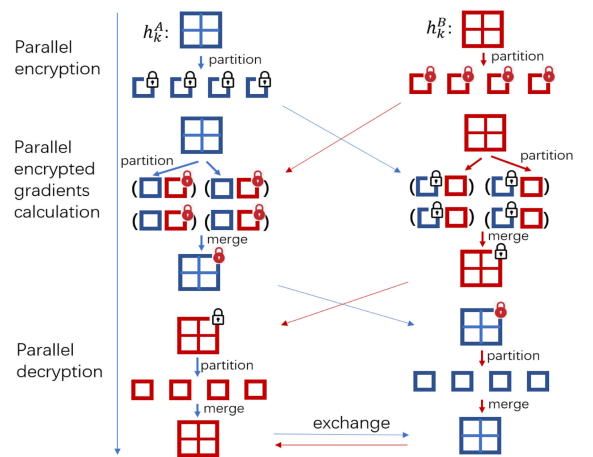 Parallel
encryption
h_k^A:
h_k^B:
partition
partition
Parallel
encrypted
gradients
calculation
partition
partition
( ) ( )
( ) ( )
( ) ( )
( ) ( )
merge
merge
Parallel
decryption
partition
partition
merge
merge
exchange